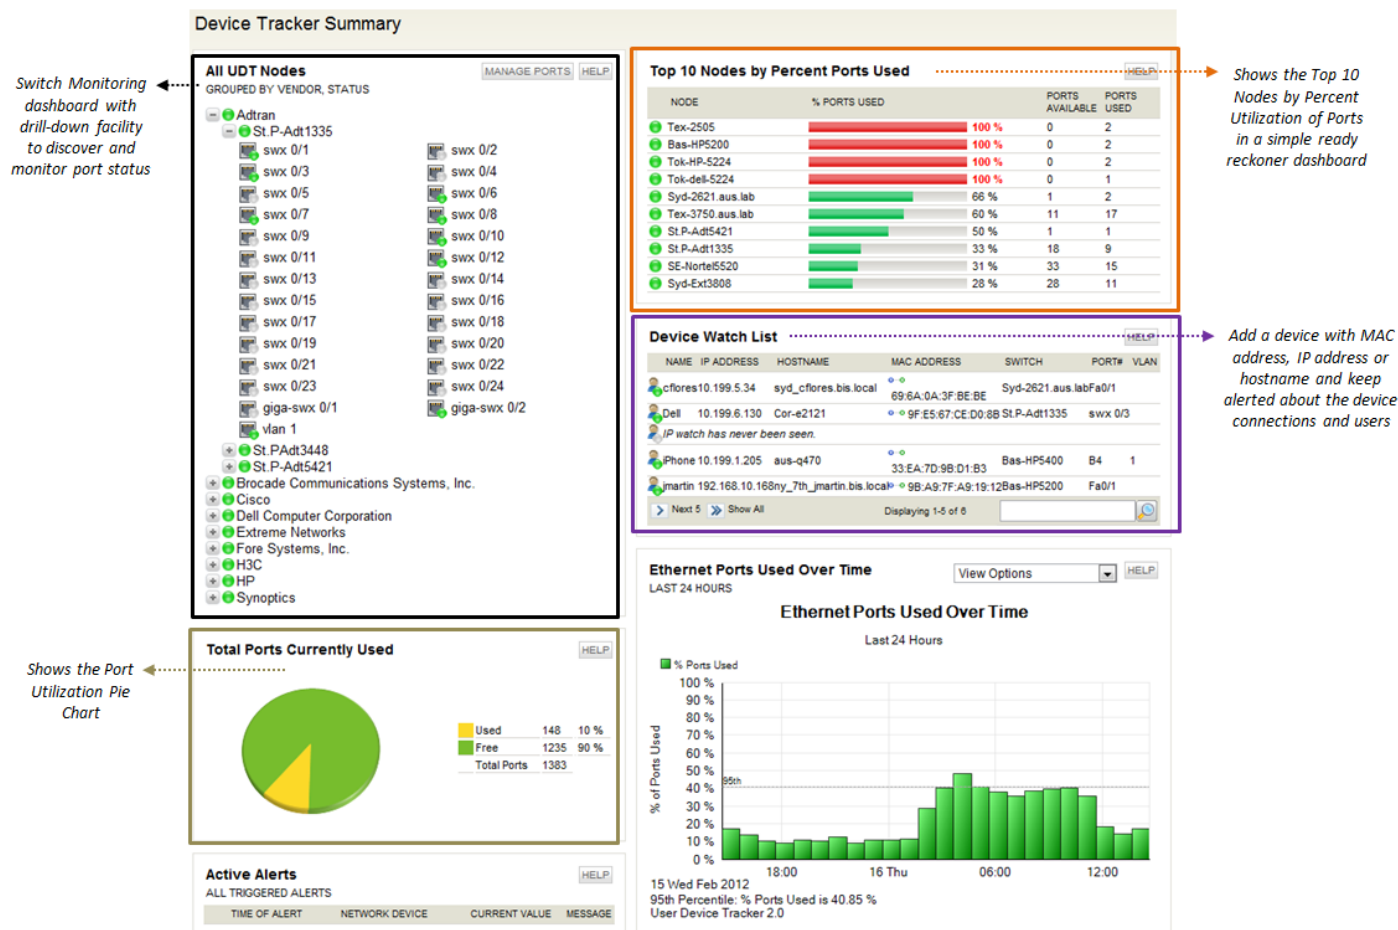 Device Tracker Summary
Switch Monitoring
dashboard with
drill-down facility
to discover and
monitor port status
All UDT Nodes
MANAGE PORTS
HELP
GROUPED BY VENDOR, STATUS
Adtran
St.P-Adt1335
swx 0/1
swx 0/2
swx 0/3
swx 0/4
swx 0/5
swx 0/6
swx 0/7
swx 0/8
swx 0/9
swx 0/10
swx 0/11
swx 0/12
swx 0/13
swx 0/14
swx 0/15
swx 0/16
swx 0/17
swx 0/18
swx 0/19
swx 0/20
swx 0/21
swx 0/22
swx 0/23
swx 0/24
giga-swx 0/1
giga-swx 0/2
vlan 1
St.PAdt3448
St.P-Adt5421
Brocade Communications Systems, Inc.
Cisco
Dell Computer Corporation
Extreme Networks
Fore Systems, Inc.
H3C
HP
Synoptics
Shows the Port
Utilization Pie
Chart
Total Ports Currently Used
HELP
Used 148 10 %
Free 1235 90 %
Total Ports 1383
Active Alerts
HELP
ALL TRIGGERED ALERTS
TIME OF ALERT NETWORK DEVICE CURRENT VALUE MESSAGE
Top 10 Nodes by Percent Ports Used
HELP
NODE % PORTS USED PORTS AVAILABLE PORTS USED
Tex-2505 100 % 0 2
Bas-HP5200 100 % 0 2
Tok-HP-5224 100 % 0 2
Tok-dell-5224 100 % 0 1
Syd-2621.aus.lab 66 % 1 2
Tex-3750.aus.lab 60 % 11 17
St.P-Adt5421 50 % 1 1
St.P-Adt1335 33 % 18 9
SE-Nortel5520 31 % 33 15
Syd-Ext3808 28 % 28 11
Shows the Top 10
Nodes by Percent
Utilization of Ports
in a simple ready
reckoner dashboard
Device Watch List
HELP
NAME IP ADDRESS HOSTNAME MAC ADDRESS SWITCH PORT# VLAN
cflores 10.199.5.34 syd_cflores.bis.local 69:6A:0A:3F:BE:BE Syd-2621.aus.lab Fa0/1
Dell 10.199.6.130 Cor-e2121 9F:E5:67:CE:D0:8B St.P-Adt1335 swx 0/3
IP watch has never been seen.
iPhone 10.199.1.205 aus-q470 33:EA:7D:9B:D1:B3 Bas-HP5400 B4 1
jmartin 192.168.10.168 ny_7th_jmartin.bis.local 9B:A9:7F:A9:19:12 Bas-HP5200 Fa0/1
Next 5 Show All Displaying 1-5 of 6
Add a device with MAC
address, IP address or
hostname and keep
alerted about the device
connections and users
Ethernet Ports Used Over Time
View Options
HELP
LAST 24 HOURS
Ethernet Ports Used Over Time
Last 24 Hours
% Ports Used
% of Ports Used
100 %
90 %
80 %
70 %
60 %
50 %
95th
40 %
30 %
20 %
10 %
0 %
18:00 16 Thu 06:00 12:00
15 Wed Feb 2012
95th Percentile: % Ports Used is 40.85 %
User Device Tracker 2.0